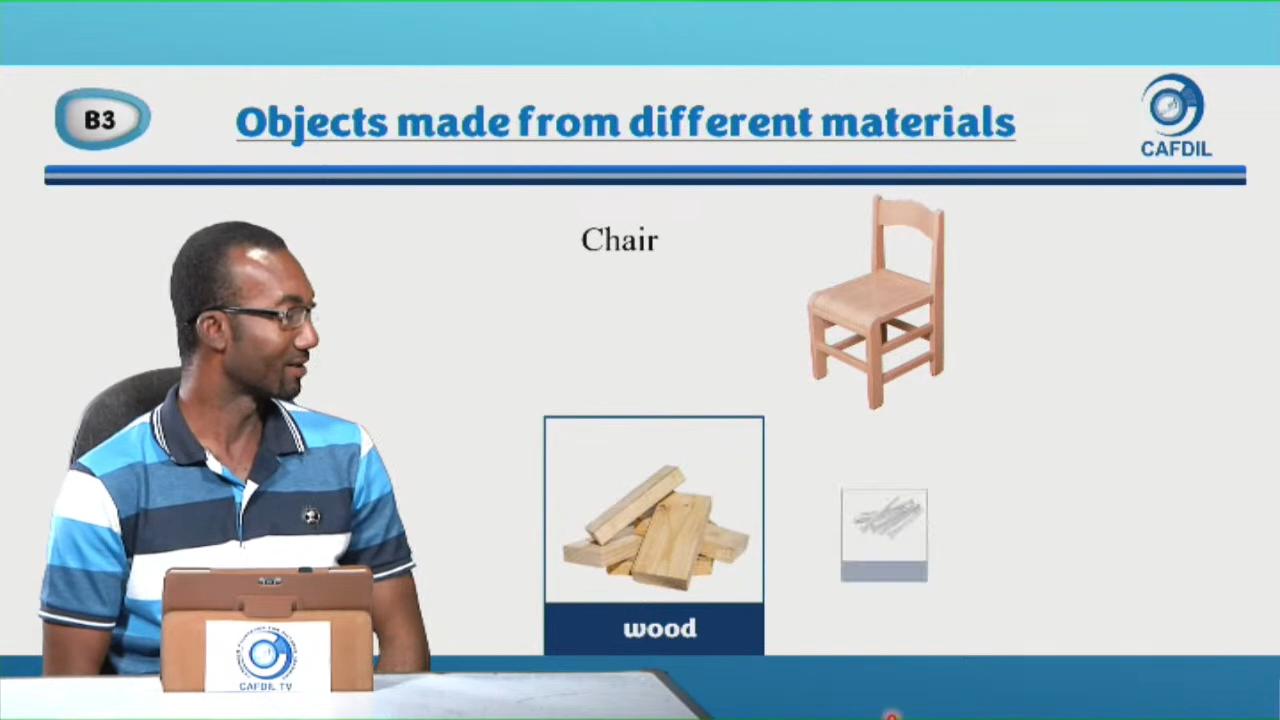 B3
Objects made from different materials
CAFDIL
Chair
wood
CAFDIL TV